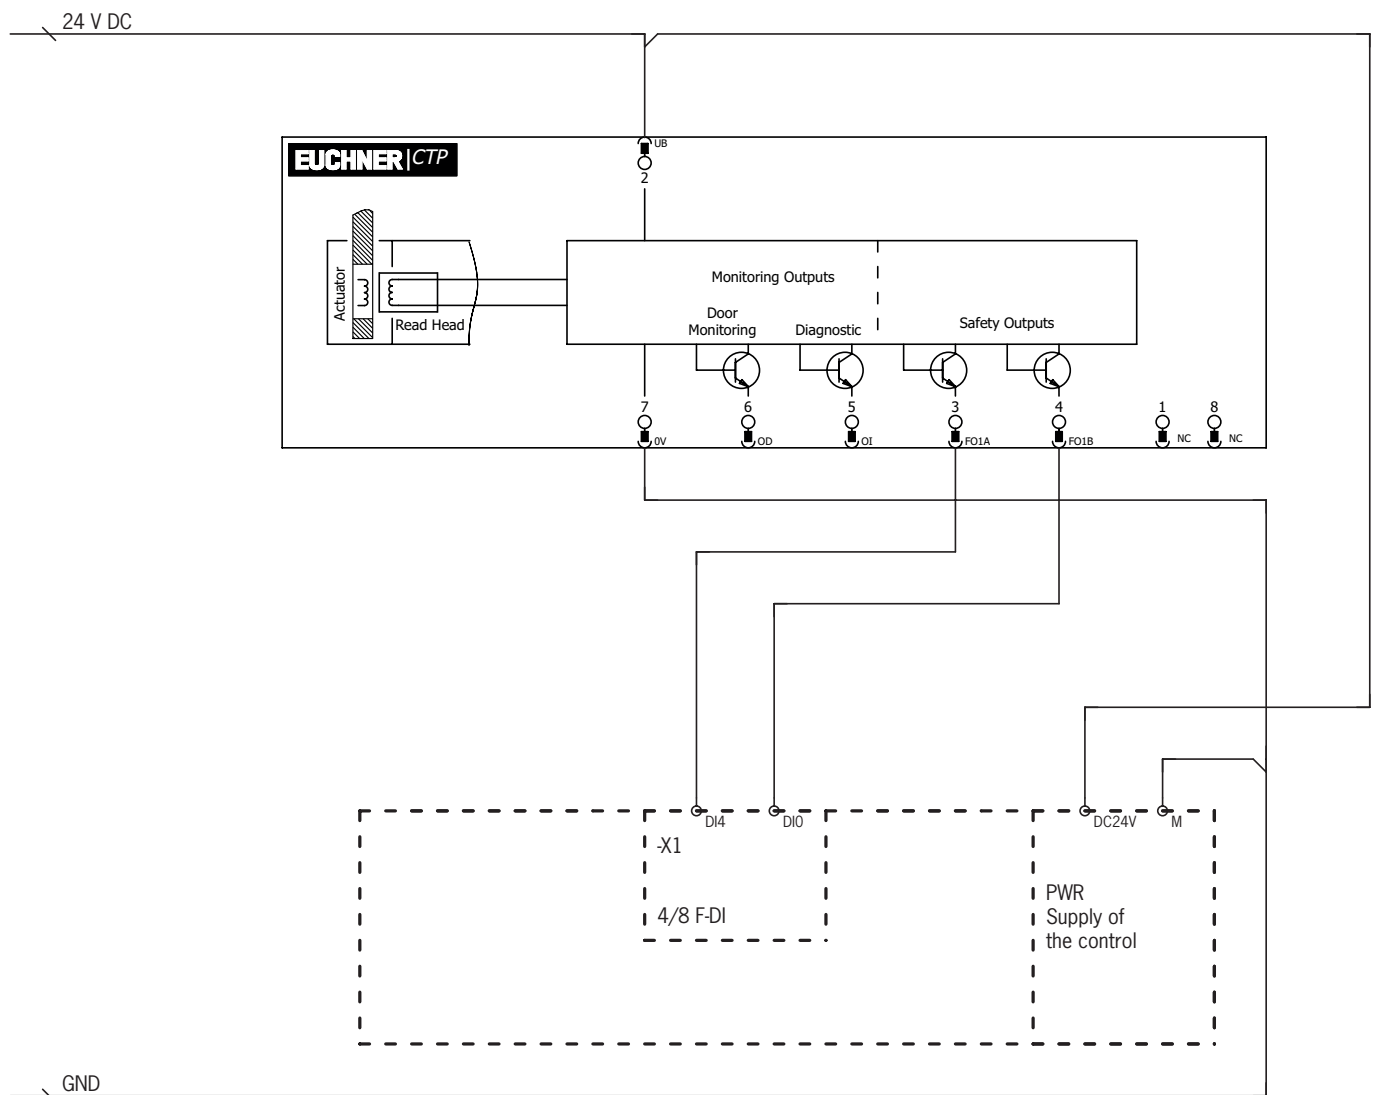 24 V DC
EUCHNER CTP
UB
2
Actuator
Read Head
Monitoring Outputs
Door
Monitoring
Diagnostic
Safety Outputs
7 6 5 3 4 1 8
0V OD OI FO1A FO1B NC NC
DI4 DI0 DC24V M
-X1
4/8 F-DI
PWR
Supply of
the control
GND